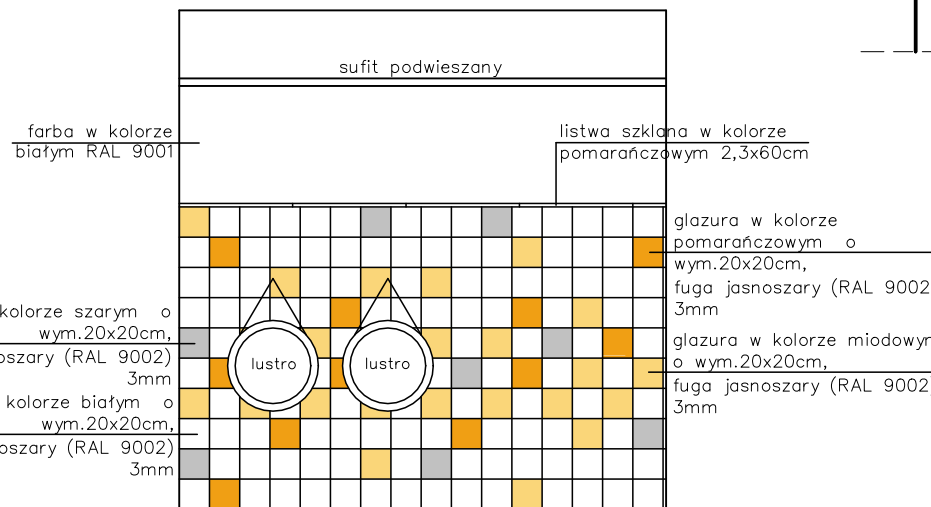 sufit podwieszany
farba w kolorze
białym RAL 9001
listwa szklana w kolorze
pomarańczowym 2,3x60cm
glazura w kolorze
pomarańczowym o
wym.20x20cm,
fuga jasnoszary (RAL 9002
3mm
kolorze szarym o
wym.20x20cm,
oszary (RAL 9002)
3mm
lustro
lustro
glazura w kolorze miodowym
o wym.20x20cm,
fuga jasnoszary (RAL 9002)
3mm
kolorze białym o
wym.20x20cm,
oszary (RAL 9002)
3mm